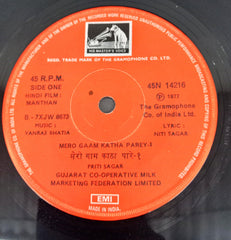 HIS MASTER'S VOICE
REGD. TRADE MARK OF THE GRAMOPHONE CO. LTD.
45 R.P.M.
SIDE ONE
HINDI FILM:
MANTHAN
45N 14216
℗ 1977
The Gramophone
Co. of India Ltd.
MUSIC :
VANRAJ BHATIA
LYRIC :
NITI SAGAR
MERO GAAM KATHA PAREY-1
मेरो गाम काठा पारे-१
PRITI SAGAR
GUJARAT CO-OPERATIVE MILK
MARKETING FEDERATION LIMITED
EMI
MADE IN INDIA